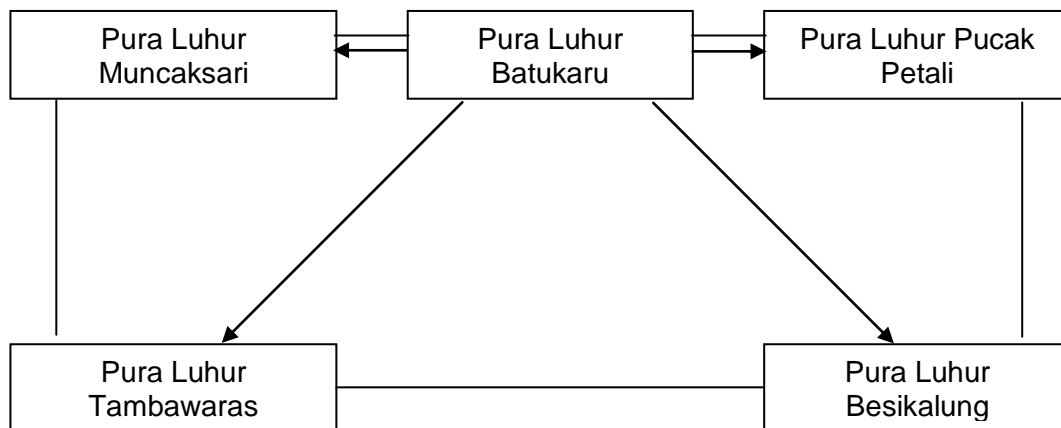 Pura Luhur
Muncaksari
Pura Luhur
Batukaru
Pura Luhur Pucak
Petali
Pura Luhur
Tambawaras
Pura Luhur
Besikalung